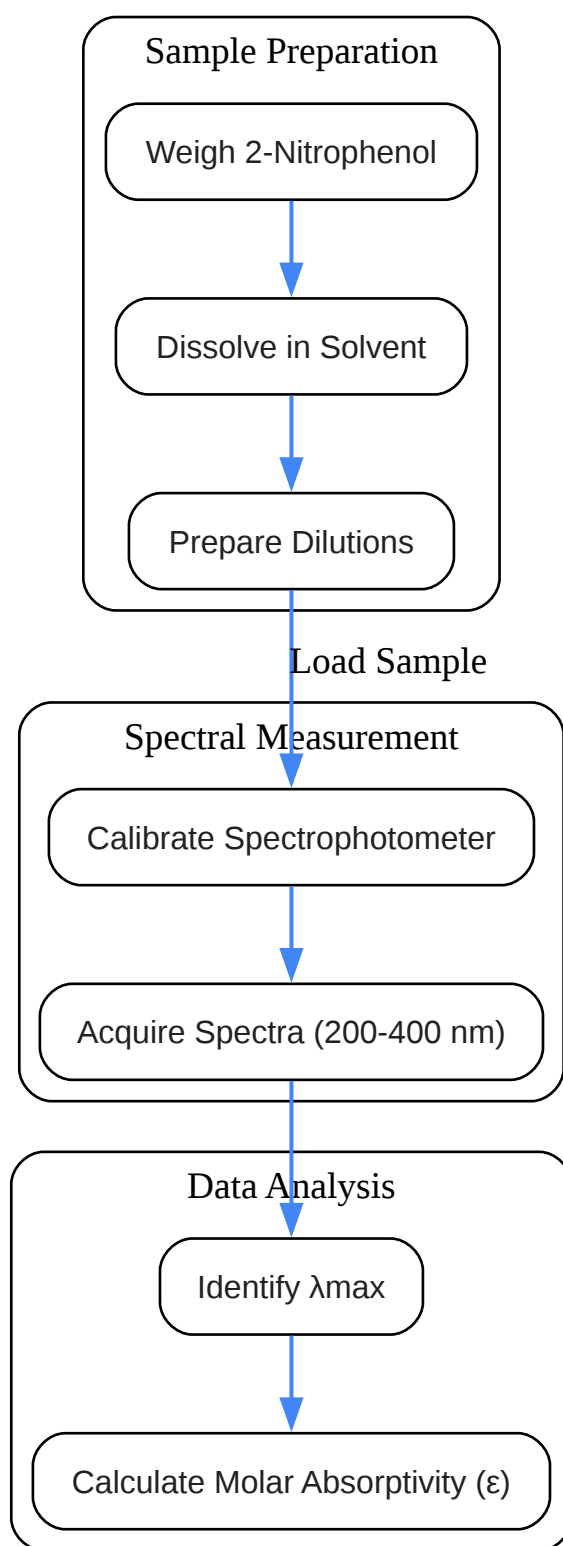 Sample Preparation
Weigh 2-Nitrophenol
Dissolve in Solvent
Prepare Dilutions
Load Sample
Spectral Measurement
Calibrate Spectrophotometer
Acquire Spectra (200-400 nm)
Data Analysis
Identify λmax
Calculate Molar Absorptivity (ε)